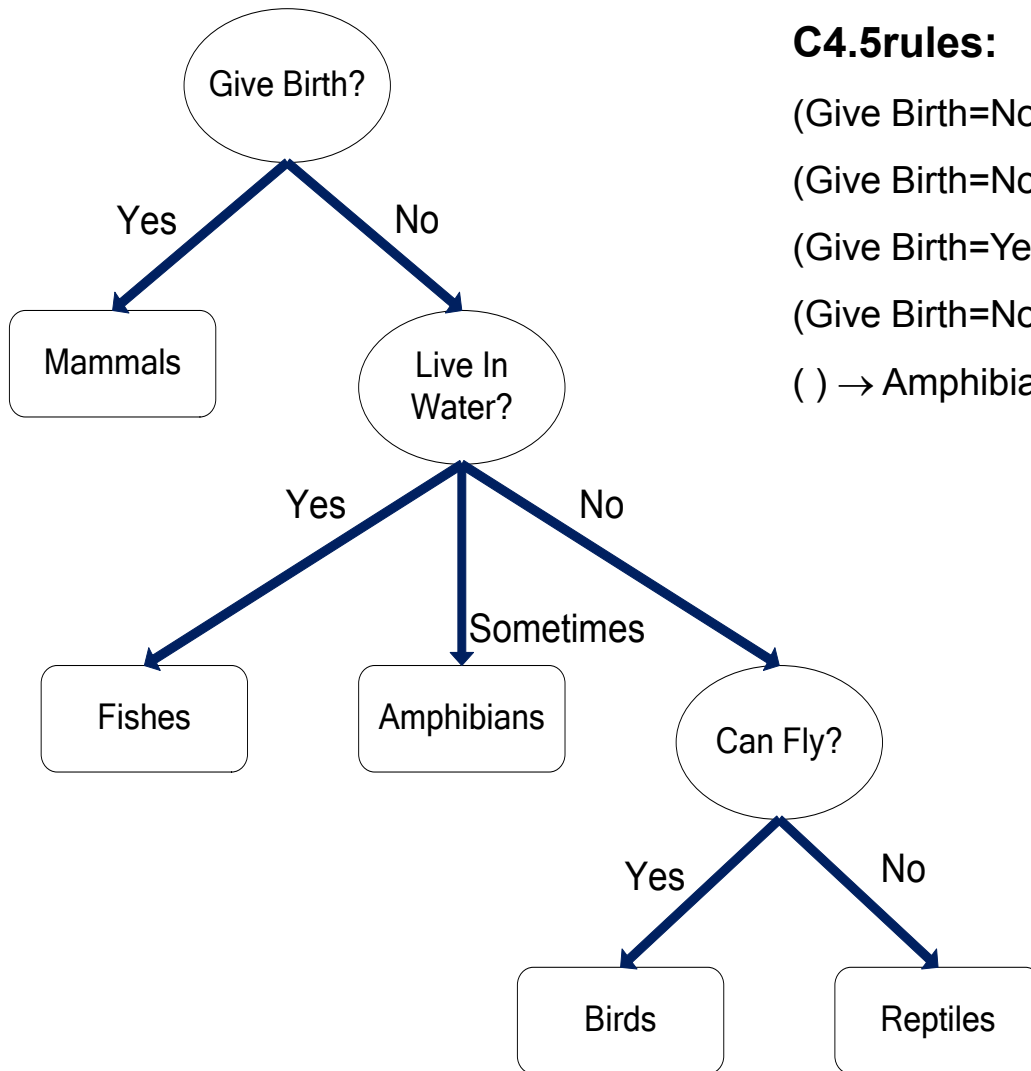 Give Birth?
Yes
No
Mammals
Live In
Water?
Yes
No
Sometimes
Fishes
Amphibians
Can Fly?
Yes
No
Birds
Reptiles
C4.5rules:
(Give Birth=No
(Give Birth=No
(Give Birth=Ye
(Give Birth=No
( ) → Amphibia